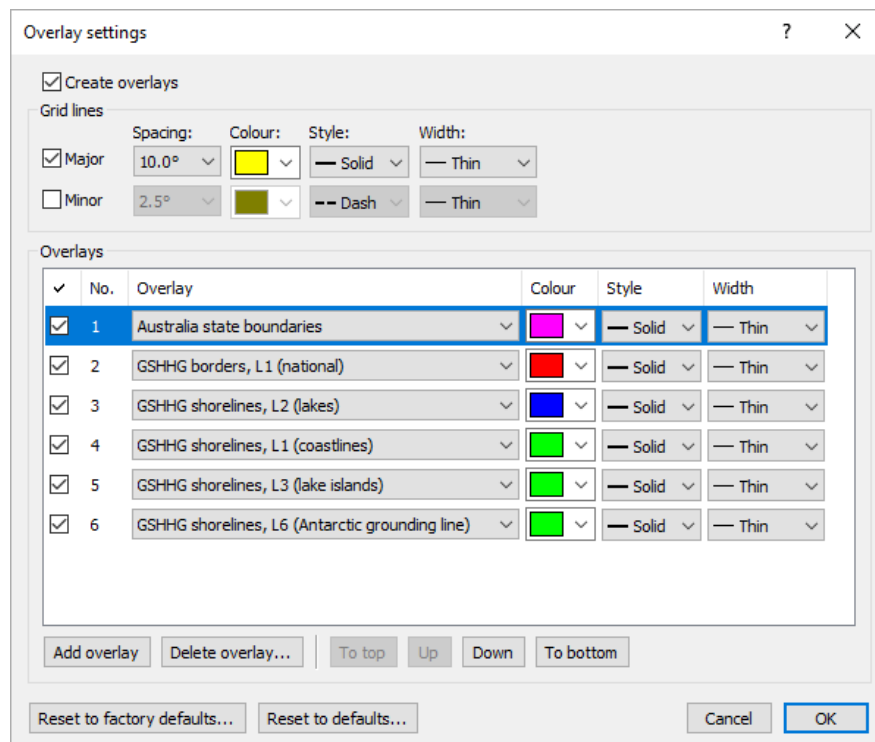 Overlay settings ?
Create overlays
Grid lines
Spacing: Colour: Style: Width:
Major 10.0° Solid Thin
Minor 2.5° Dash Thin
Overlays
No. Overlay Colour Style Width
1 Australia state boundaries Solid Thin
2 GSHHG borders, L1 (national) Solid Thin
3 GSHHG shorelines, L2 (lakes) Solid Thin
4 GSHHG shorelines, L1 (coastlines) Solid Thin
5 GSHHG shorelines, L3 (lake islands) Solid Thin
6 GSHHG shorelines, L6 (Antarctic grounding line) Solid Thin
Add overlay Delete overlay... To top Up Down To bottom
Reset to factory defaults... Reset to defaults... Cancel OK